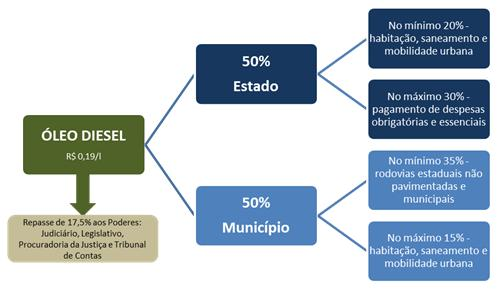 ÓLEO DIESEL
R$ 0,19/l
Repasse de 17,5% aos Poderes:
Judiciário, Legislativo,
Procuradoria da Justiça e Tribunal
de Contas
50%
Estado
No mínimo 20% -
habitação, saneamento e
mobilidade urbana
No máximo 30% -
pagamento de despesas
obrigatórias e essenciais
50%
Município
No mínimo 35% -
rodovias estaduais não
pavimentadas e
municipais
No máximo 15% -
habitação, saneamento e
mobilidade urbana